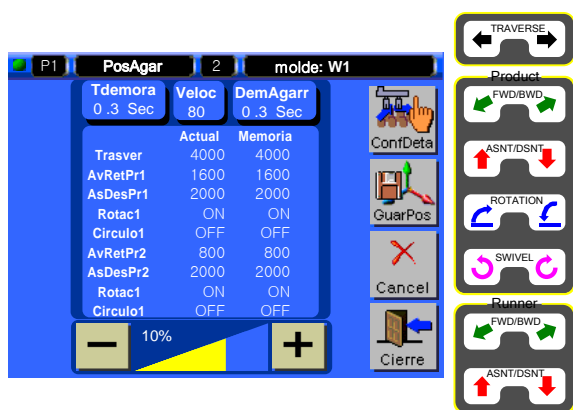 P1 PosAgar 2 molde: W1
Tdemora Veloc DemAgarr
0 .3 Sec 80 0 .3 Sec
Actual Memoria
Trasver 4000 4000
AvRetPr1 1600 1600
AsDesPr1 2000 2000
Rotac1 ON ON
Circulo1 OFF OFF
AvRetPr2 800 800
AsDesPr2 2000 2000
Rotac1 ON ON
Circulo1 OFF OFF
10%
ConfDeta
GuarPos
Cancel
Cierre
TRAVERSE
Product
FWD/BWD
ASNT/DSNT
ROTATION
SWIVEL
Runner
FWD/BWD
ASNT/DSNT